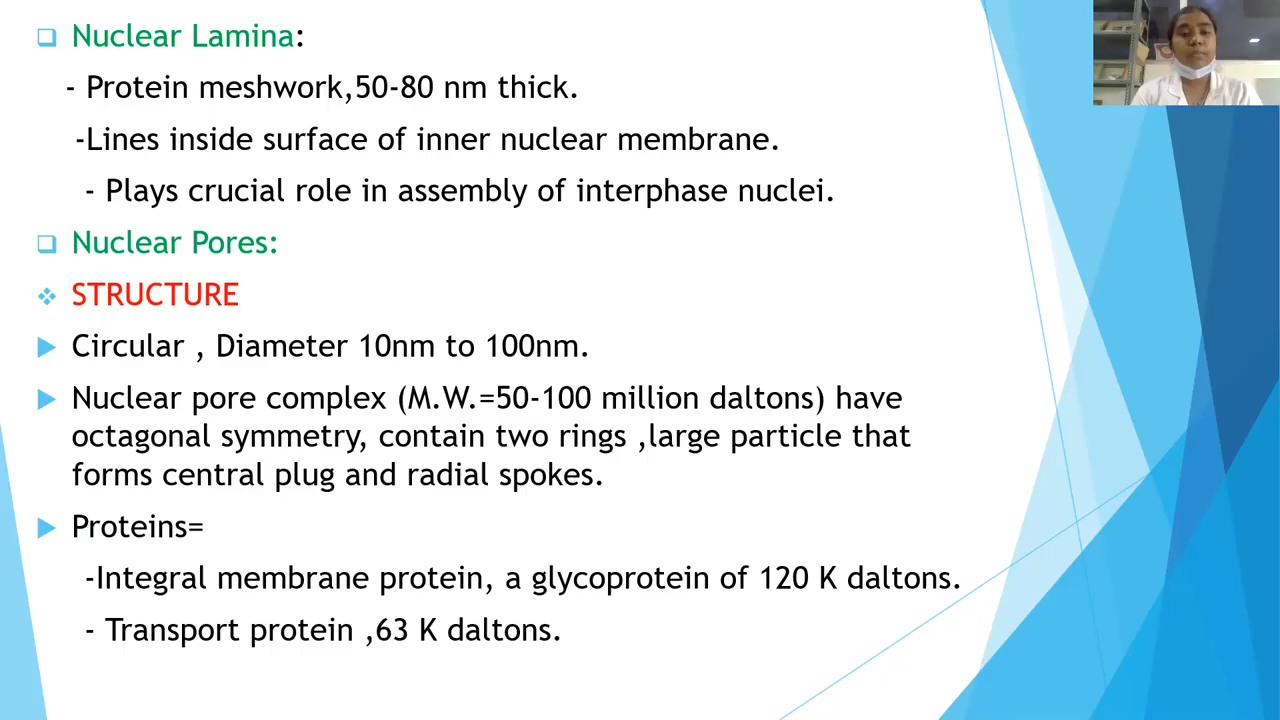 Nuclear Lamina:
- Protein meshwork,50-80 nm thick.
-Lines inside surface of inner nuclear membrane.
- Plays crucial role in assembly of interphase nuclei.
Nuclear Pores:
STRUCTURE
Circular , Diameter 10nm to 100nm.
Nuclear pore complex (M.W.=50-100 million daltons) have
octagonal symmetry, contain two rings ,large particle that
forms central plug and radial spokes.
Proteins=
-Integral membrane protein, a glycoprotein of 120 K daltons.
- Transport protein ,63 K daltons.